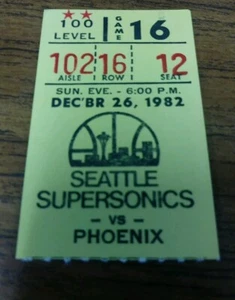 ★★
100
LEVEL
GAME
16
102 16 12
AISLE ROW SEAT
SUN. EVE. - 6:00 P.M.
DEC'BR 26, 1982
SEATTLE
SUPERSONICS
- VS -
PHOENIX